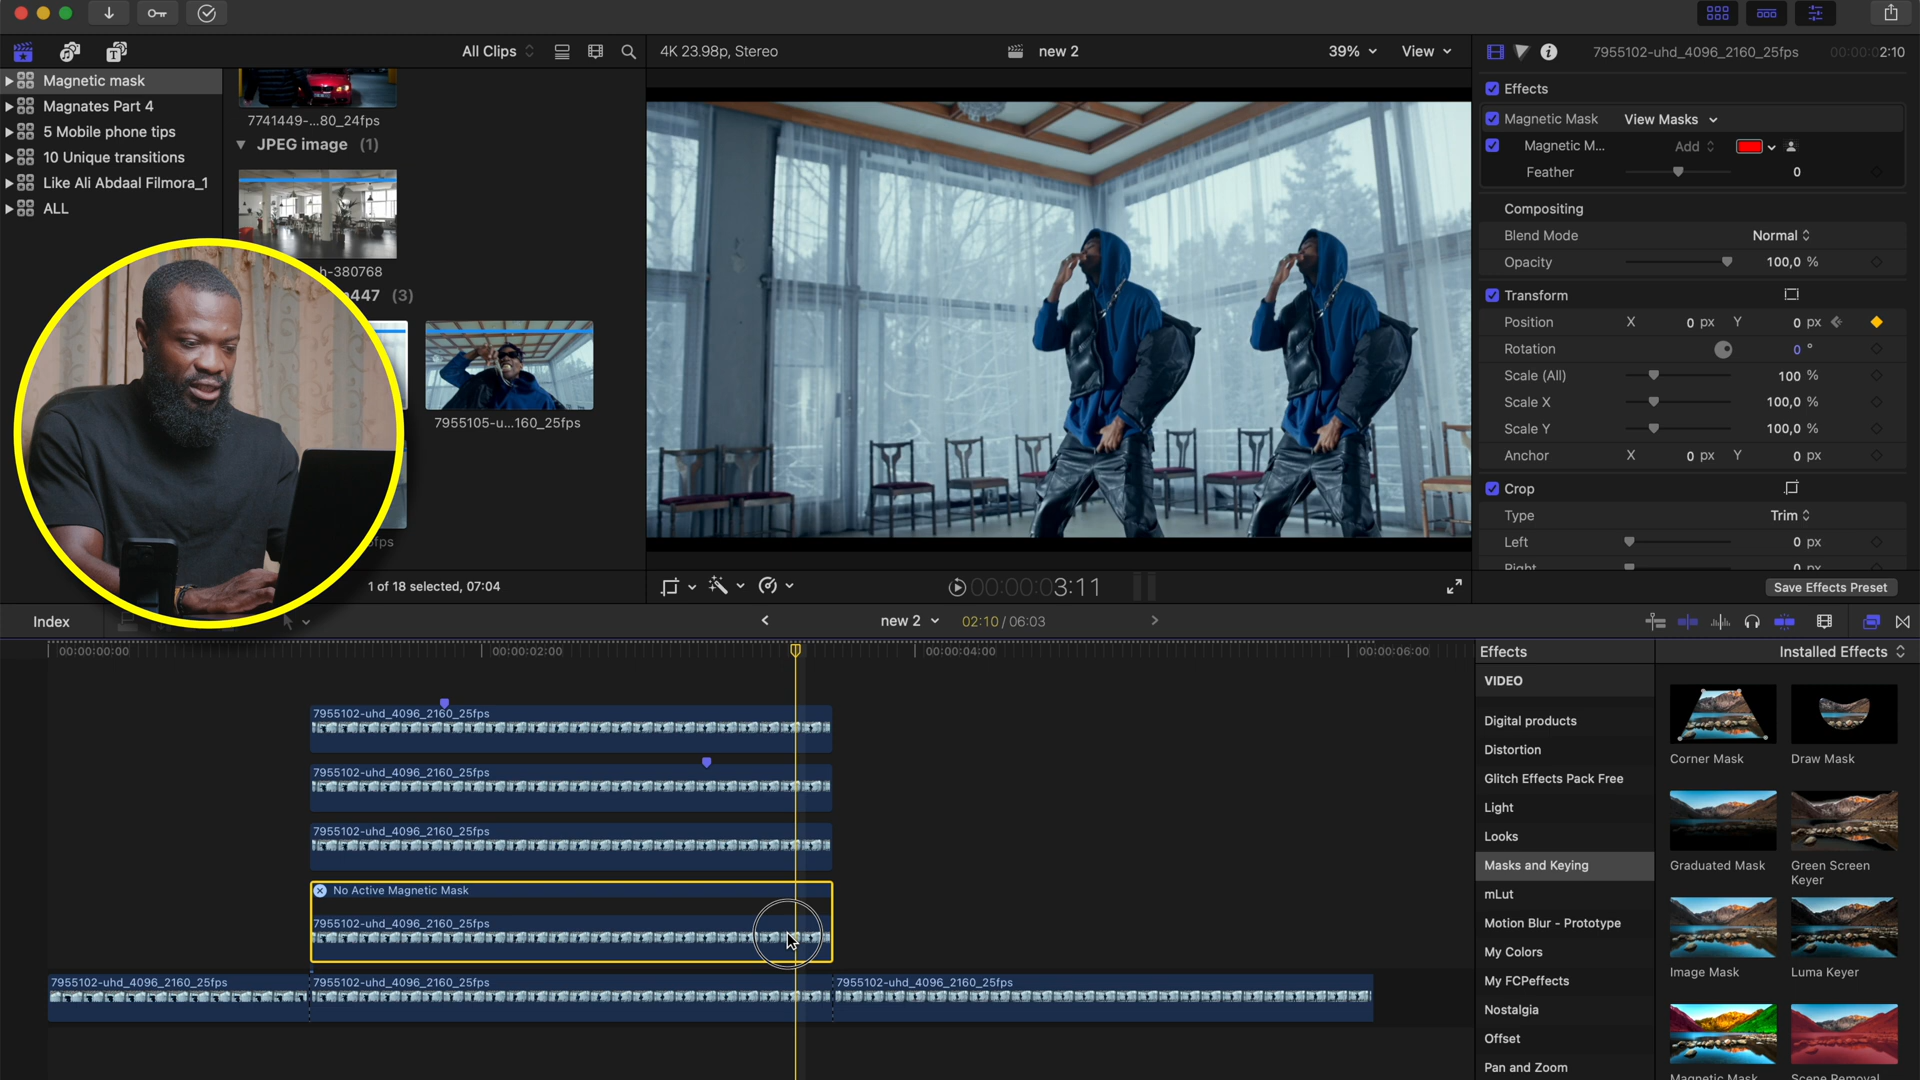 All Clips
4K 23.98p, Stereo
new 2
39%
View
7955102-uhd_4096_2160_25fps
00:00:02:10
Magnetic mask
Magnates Part 4
5 Mobile phone tips
10 Unique transitions
Like Ali Abdaal Filmora_1
ALL
7741449-...80_24fps
JPEG image (1)
h-380768
447 (3)
7955105-u...160_25fps
fps
1 of 18 selected, 07:04
Effects
Magnetic Mask
View Masks
Magnetic M...
Add
Feather
0
Compositing
Blend Mode
Normal
Opacity
100,0 %
Transform
Position
X
0 px
Y
0 px
Rotation
0 °
Scale (All)
100 %
Scale X
100,0 %
Scale Y
100,0 %
Anchor
X
0 px
Y
0 px
Crop
Type
Trim
Left
0 px
Right
0 px
00:00:03:11
Save Effects Preset
Index
new 2
02:10 / 06:03
00:00:00:00
00:00:02:00
00:00:04:00
00:00:06:00
7955102-uhd_4096_2160_25fps
7955102-uhd_4096_2160_25fps
7955102-uhd_4096_2160_25fps
No Active Magnetic Mask
7955102-uhd_4096_2160_25fps
7955102-uhd_4096_2160_25fps
7955102-uhd_4096_2160_25fps
7955102-uhd_4096_2160_25fps
Effects
Installed Effects
VIDEO
Digital products
Distortion
Glitch Effects Pack Free
Light
Looks
Masks and Keying
mLut
Motion Blur - Prototype
My Colors
My FCPeffects
Nostalgia
Offset
Pan and Zoom
Corner Mask
Draw Mask
Graduated Mask
Green Screen
Keyer
Image Mask
Luma Keyer
Magnetic Mask
Scene Removal